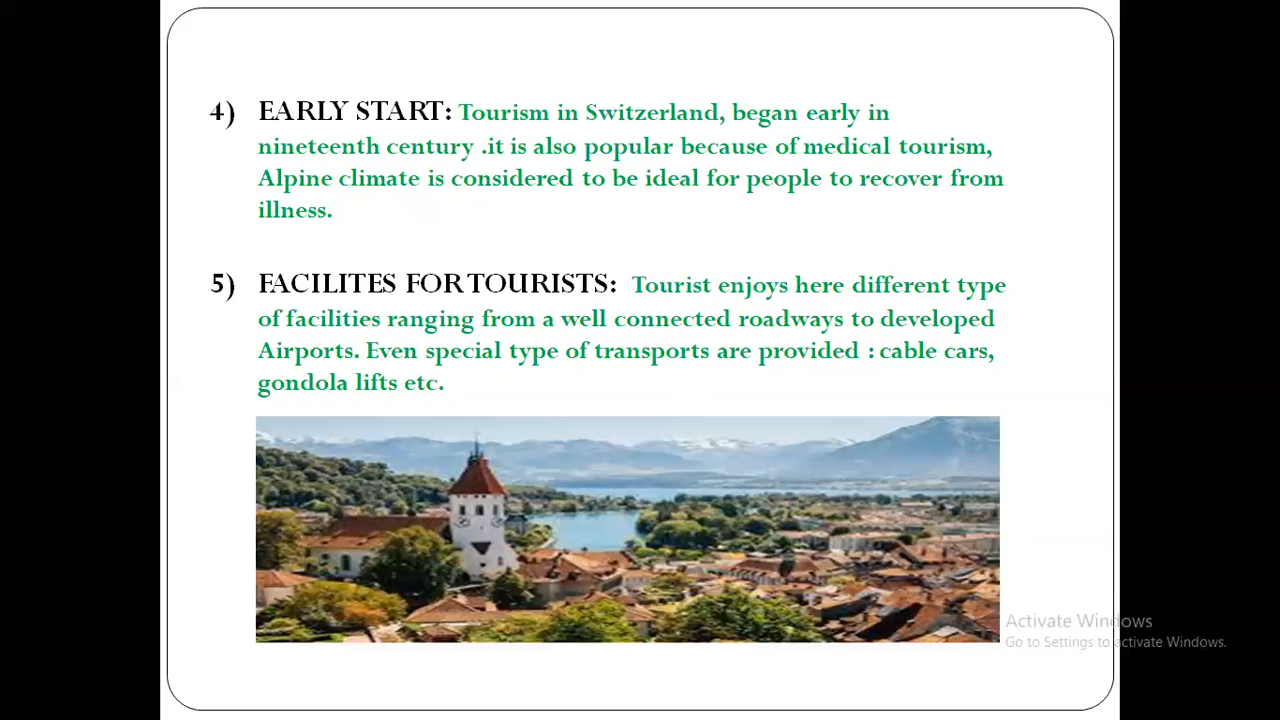 4) EARLY START: Tourism in Switzerland, began early in
nineteenth century .it is also popular because of medical tourism,
Alpine climate is considered to be ideal for people to recover from
illness.
5) FACILITES FOR TOURISTS: Tourist enjoys here different type
of facilities ranging from a well connected roadways to developed
Airports. Even special type of transports are provided : cable cars,
gondola lifts etc.
Activate Windows
Go to Settings to activate Windows.